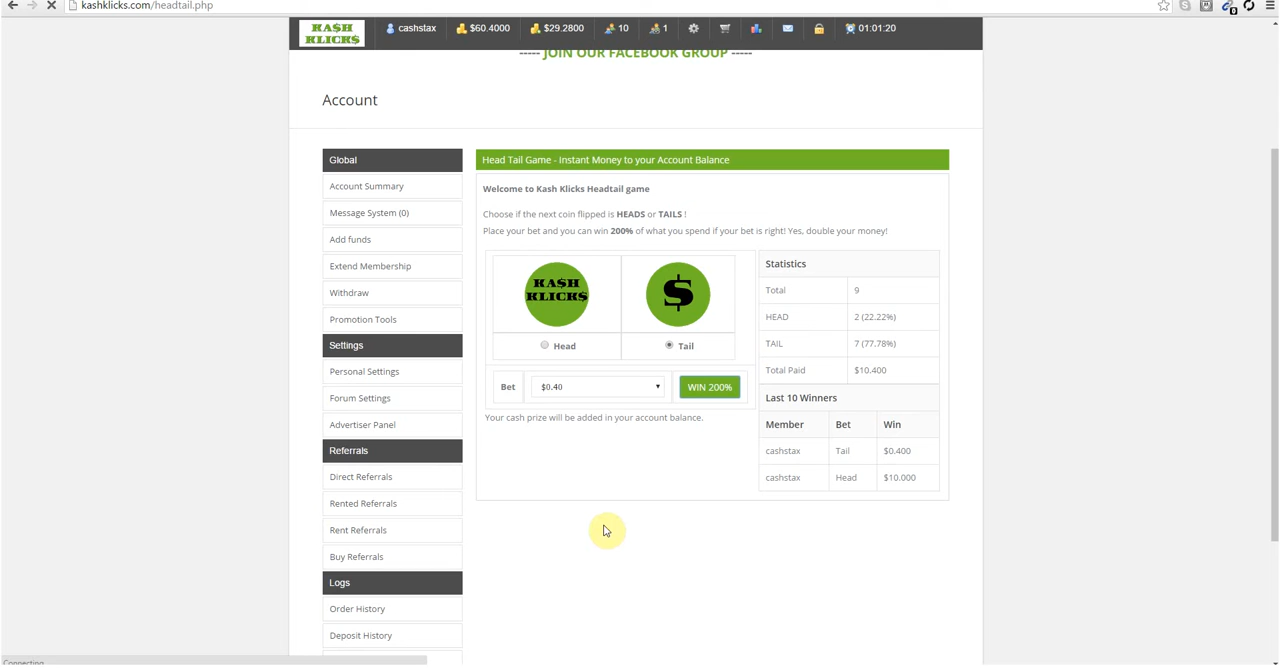 kashklicks.com/headtail.php
KA$H KLICK$ cashstax $60.4000 $29.2800 10 1 01:01:20
----- JOIN OUR FACEBOOK GROUP -----
Account
Global
Account Summary
Message System (0)
Add funds
Extend Membership
Withdraw
Promotion Tools
Settings
Personal Settings
Forum Settings
Advertiser Panel
Referrals
Direct Referrals
Rented Referrals
Rent Referrals
Buy Referrals
Logs
Order History
Deposit History
Head Tail Game - Instant Money to your Account Balance
Welcome to Kash Klicks Headtail game
Choose if the next coin flipped is HEADS or TAILS !
Place your bet and you can win 200% of what you spend if your bet is right! Yes, double your money!
KA$H
KLICK$
$
Head Tail
Bet $0.40 WIN 200%
Your cash prize will be added in your account balance.
Statistics
Total 9
HEAD 2 (22.22%)
TAIL 7 (77.78%)
Total Paid $10.400
Last 10 Winners
Member Bet Win
cashstax Tail $0.400
cashstax Head $10.000
Connecting